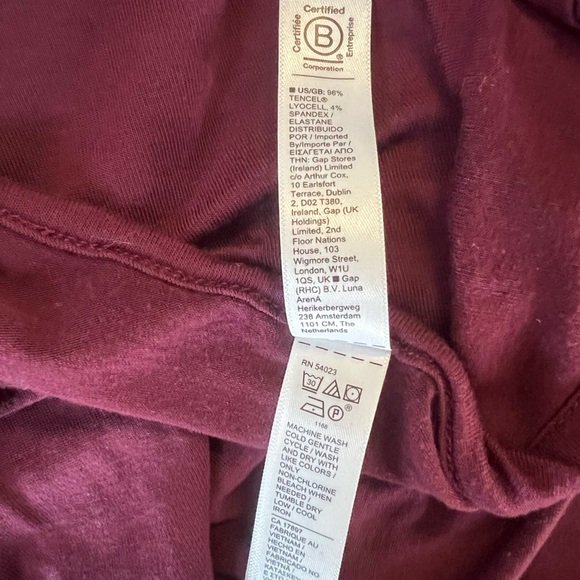 Certified
Certifiée
B
Entreprise
Corporation
■ US/GB: 96%
TENCEL®
LYOCELL, 4%
SPANDEX /
ELASTANE
DISTRIBUIDO
POR / Imported
By/Importe Par /
ΕΙΣΑΓΕΤΑΙ ΑΠΟ
ΤΗΝ: Gap Stores
(Ireland) Limited
c/o Arthur Cox,
10 Earlsfort
Terrace, Dublin
2, D02 T380,
Ireland, Gap (UK
Holdings)
Limited, 2nd
Floor Nations
House, 103
Wigmore Street,
London, W1U
1QS, UK ■ Gap
(RHC) B.V. Luna
ArenA
Herikerbergweg
238 Amsterdam
1101 CM, The
Netherlands
RN 54023
30
P®
1166
MACHINE WASH
COLD GENTLE
CYCLE / WASH
AND DRY WITH
LIKE COLORS /
ONLY
NON-CHLORINE
BLEACH WHEN
NEEDED /
TUMBLE DRY
LOW / COOL
IRON
CA 17897
FABRIQUE AU
VIETNAM /
HECHO EN
VIETNAM /